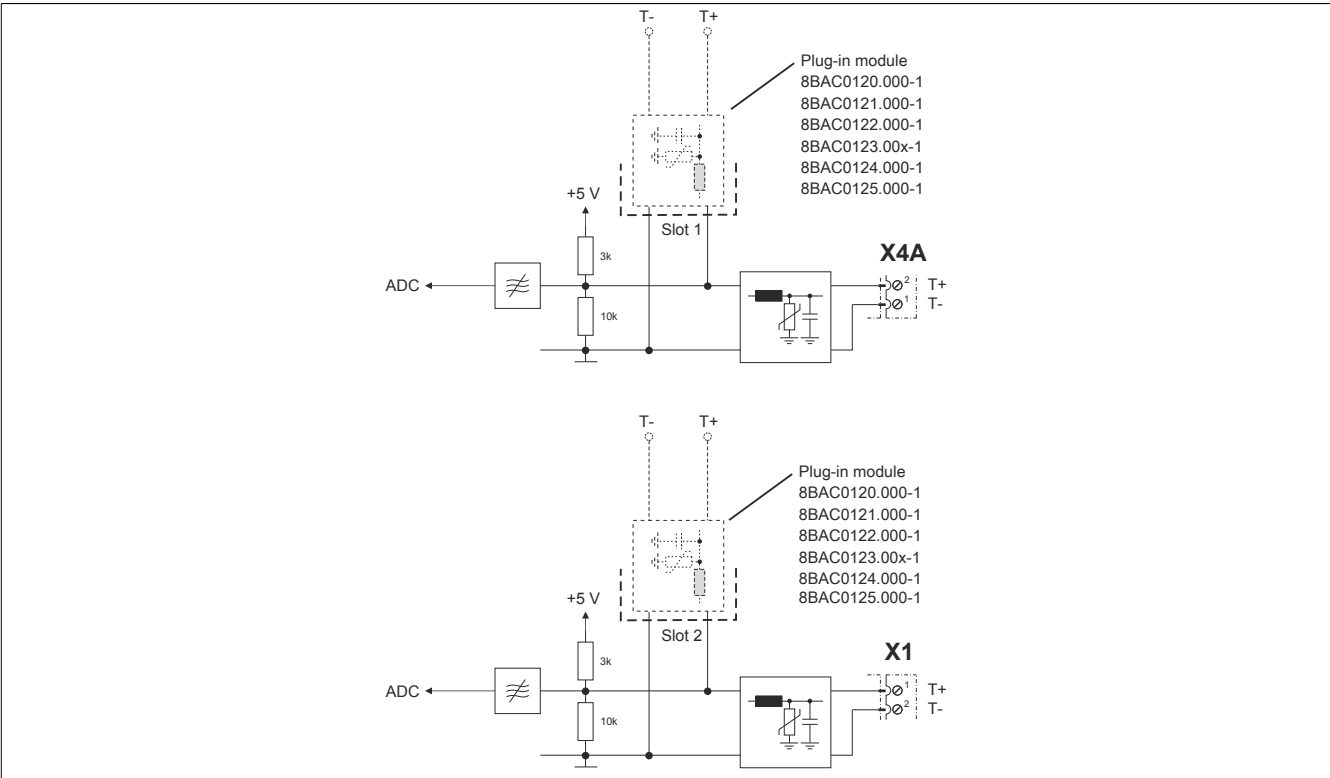 T- T+
Plug-in module
8BAC0120.000-1
8BAC0121.000-1
8BAC0122.000-1
8BAC0123.00x-1
8BAC0124.000-1
8BAC0125.000-1
+5 V
Slot 1
3k
X4A
ADC
2 T+
1 T-
10k
T- T+
Plug-in module
8BAC0120.000-1
8BAC0121.000-1
8BAC0122.000-1
8BAC0123.00x-1
8BAC0124.000-1
8BAC0125.000-1
+5 V
Slot 2
3k
X1
ADC
1 T+
2 T-
10k